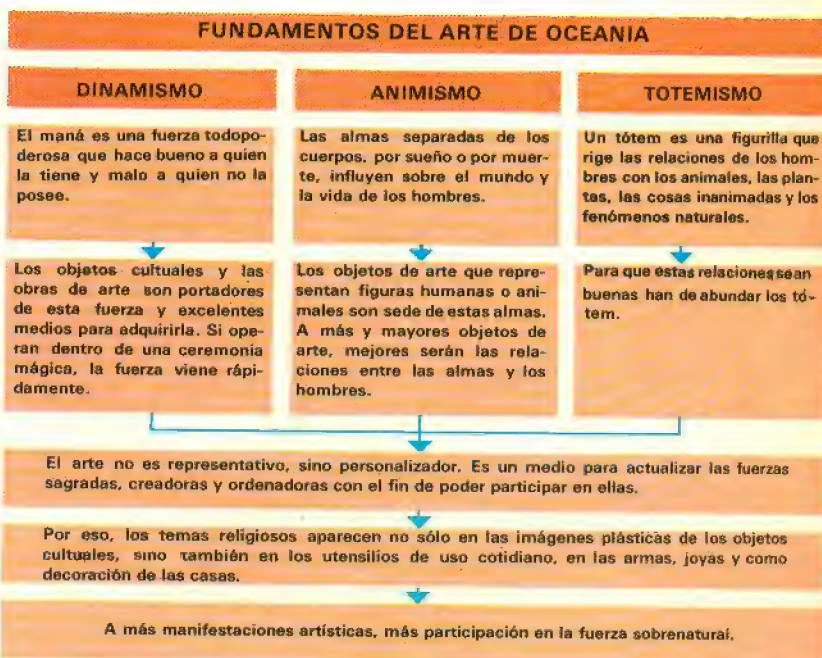 FUNDAMENTOS DEL ARTE DE OCEANIA
DINAMISMO
El maná es una fuerza todopo-
derosa que hace bueno a quien
la tiene y malo a quien no la
posee.
Los objetos cultuales y las
obras de arte son portadores
de esta fuerza y excelentes
medios para adquirirla. Si ope-
ran dentro de una ceremonia
mágica, la fuerza viene rápi-
damente.
ANIMISMO
Las almas separadas de los
cuerpos, por sueño o por muer-
te, influyen sobre el mundo y
la vida de los hombres.
Los objetos de arte que repre-
sentan figuras humanas o ani-
males son sede de estas almas.
A más y mayores objetos de
arte, mejores serán las rela-
ciones entre las almas y los
hombres.
TOTEMISMO
Un tótem es una figurilla que
rige las relaciones de los hom-
bres con los animales, las plan-
tas, las cosas inanimadas y los
fenómenos naturales.
Para que estas relaciones sean
buenas han de abundar los tó-
tem.
El arte no es representativo, sino personalizador. Es un medio para actualizar las fuerzas
sagradas, creadoras y ordenadoras con el fin de poder participar en ellas.
Por eso, los temas religiosos aparecen no sólo en las imágenes plásticas de los objetos
cultuales, sino también en los utensilios de uso cotidiano, en las armas, joyas y como
decoración de las casas.
A más manifestaciones artísticas, más participación en la fuerza sobrenatural.